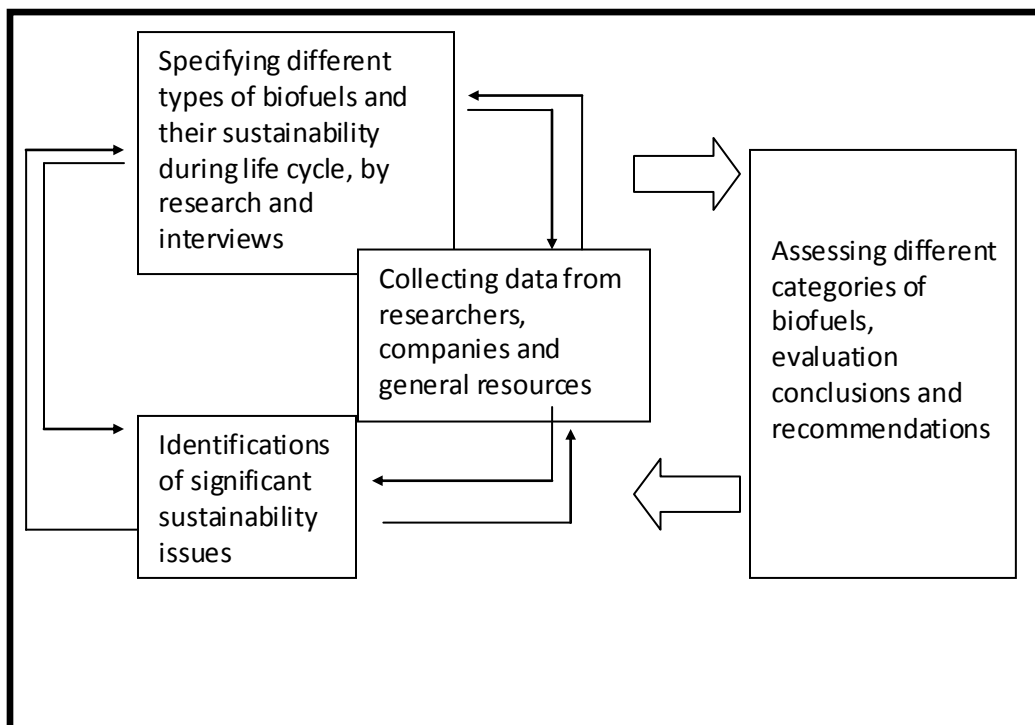 Specifying different
types of biofuels and
their sustainability
during life cycle, by
research and
interviews
Collecting data from
researchers,
companies and
general resources
Identifications
of significant
sustainability
issues
Assessing different
categories of
biofuels,
evaluation
conclusions and
recommendations